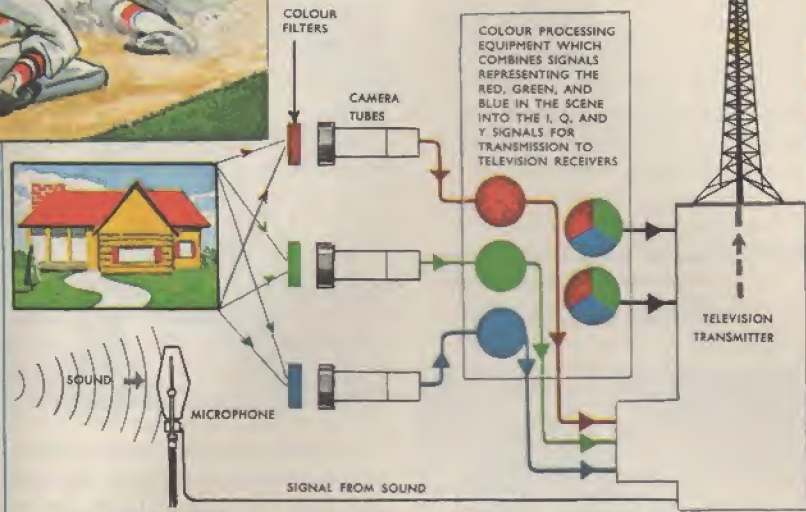 COLOUR
FILTERS
CAMERA
TUBES
COLOUR PROCESSING
EQUIPMENT WHICH
COMBINES SIGNALS
REPRESENTING THE
RED, GREEN, AND
BLUE IN THE SCENE
INTO THE I, Q, AND
Y SIGNALS FOR
TRANSMISSION TO
TELEVISION RECEIVERS
TELEVISION
TRANSMITTER
SOUND
MICROPHONE
SIGNAL FROM SOUND